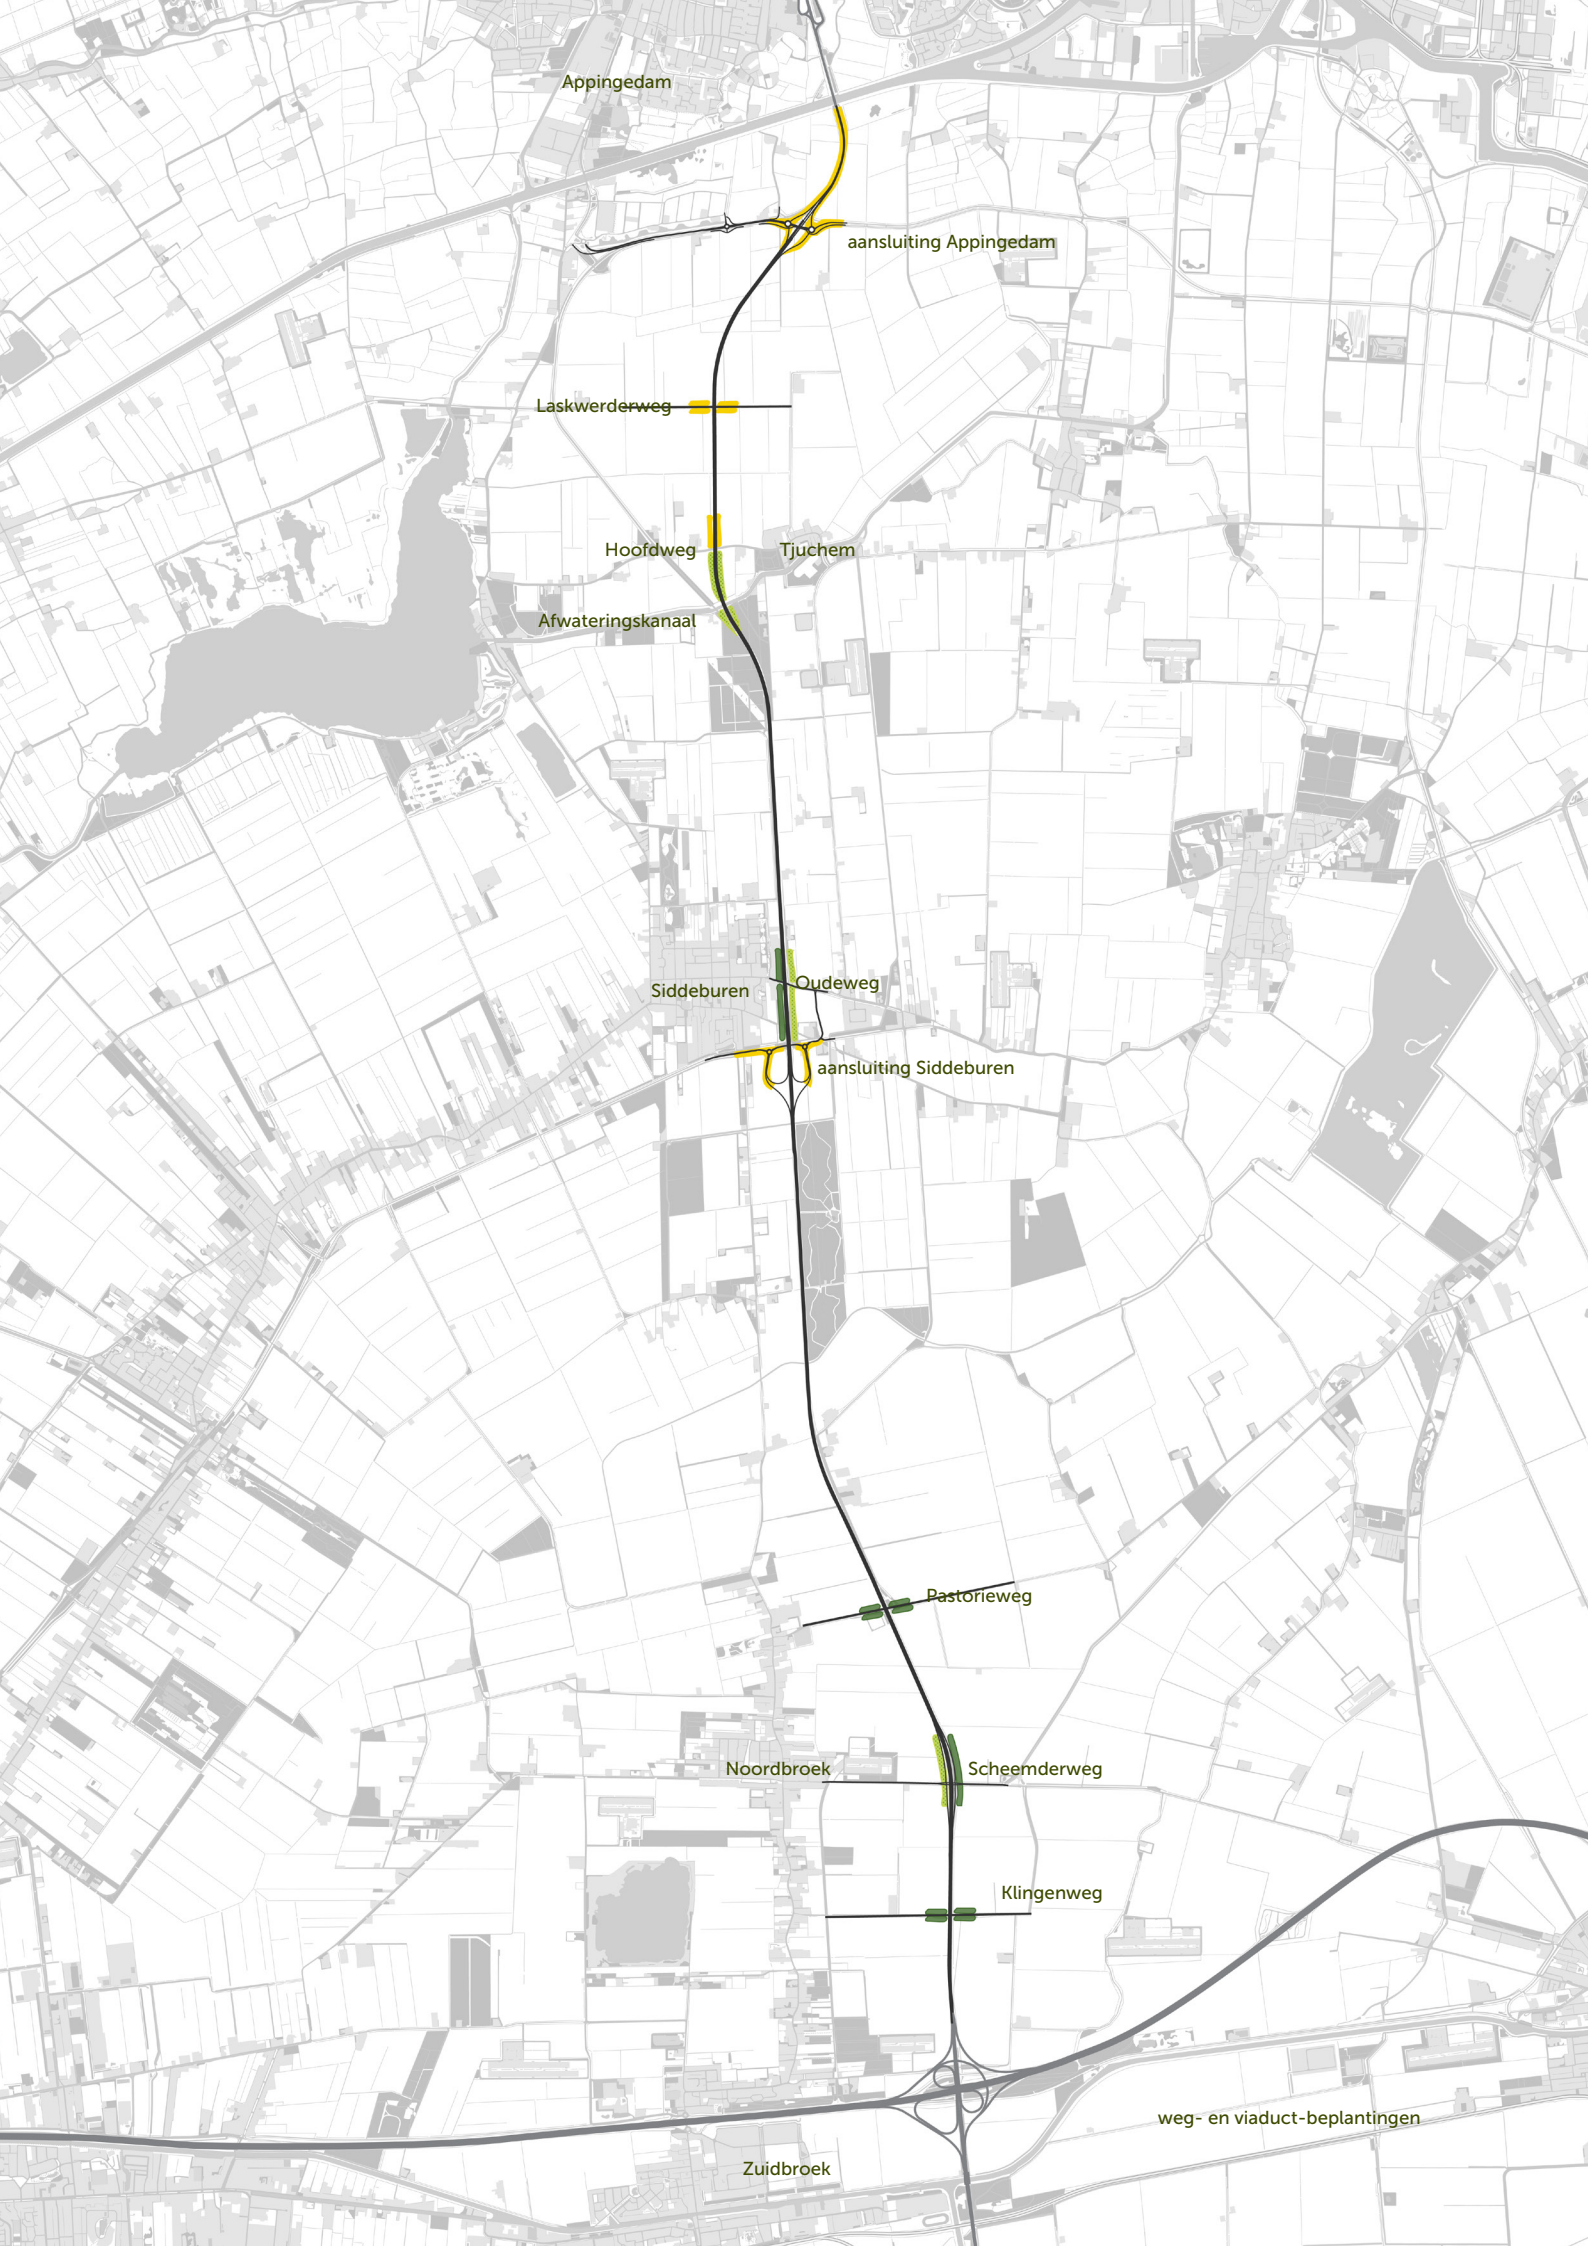 Appingedam
aansluiting Appingedam
Laskwerderweg
Hoofdweg
Tjuchem
Afwateringskanaal
Oudeweg
Siddeburen
aansluiting Siddeburen
Pastorieweg
Noordbroek
Scheemderweg
Klingenweg
weg- en viaduct-beplantingen
Zuidbroek